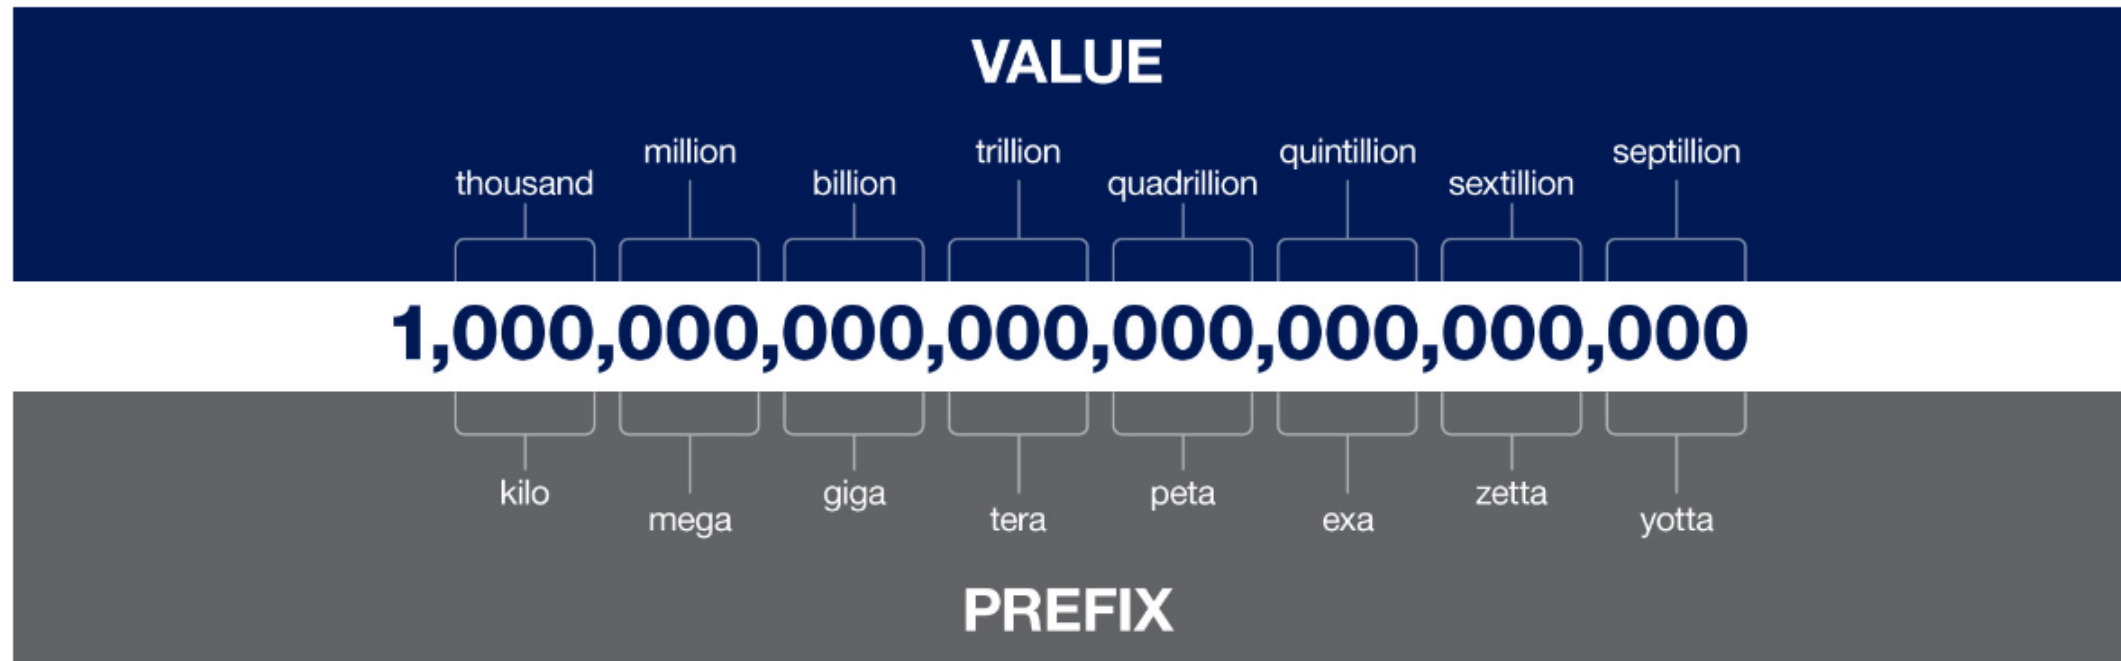 VALUE
thousand million billion trillion quadrillion quintillion sextillion septillion
1,000,000,000,000,000,000,000,000
kilo mega giga tera peta exa zetta yotta
PREFIX